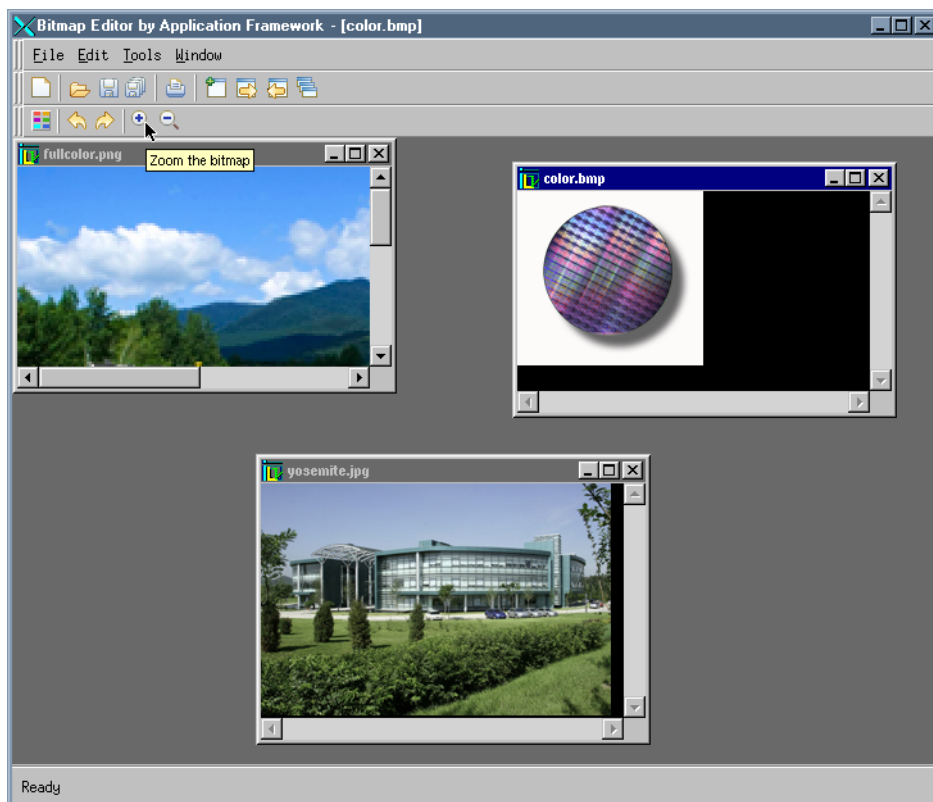 Bitmap Editor by Application Framework - [color.bmp]
File Edit Tools Window
fullcolor.png
Zoom the bitmap
color.bmp
yosemite.jpg
Ready